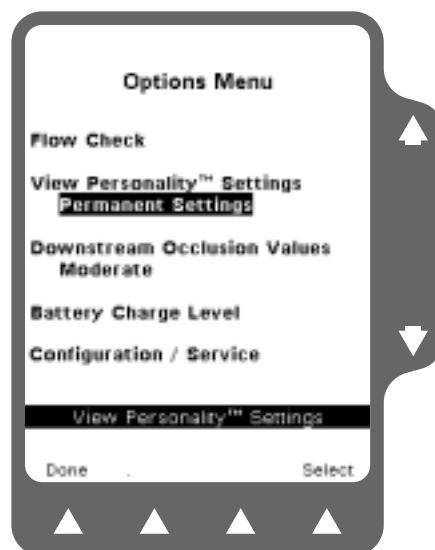 Options Menu
Flow Check
View Personality™ Settings
Permanent Settings
Downstream Occlusion Values
Moderate
Battery Charge Level
Configuration / Service
View Personality™ Settings
Done . Select